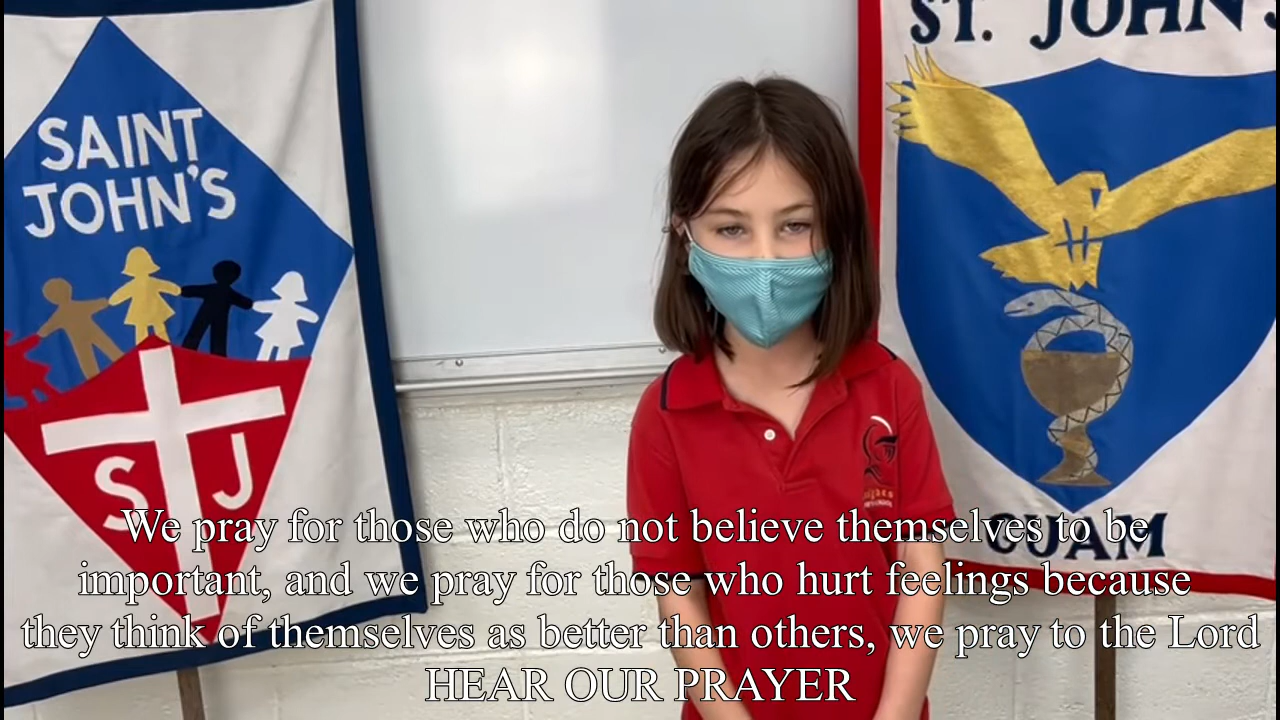 SAINT
JOHN'S
S J
ST. JOHN'S
GUAM
We pray for those who do not believe themselves to be
important, and we pray for those who hurt feelings because
they think of themselves as better than others, we pray to the Lord
HEAR OUR PRAYER